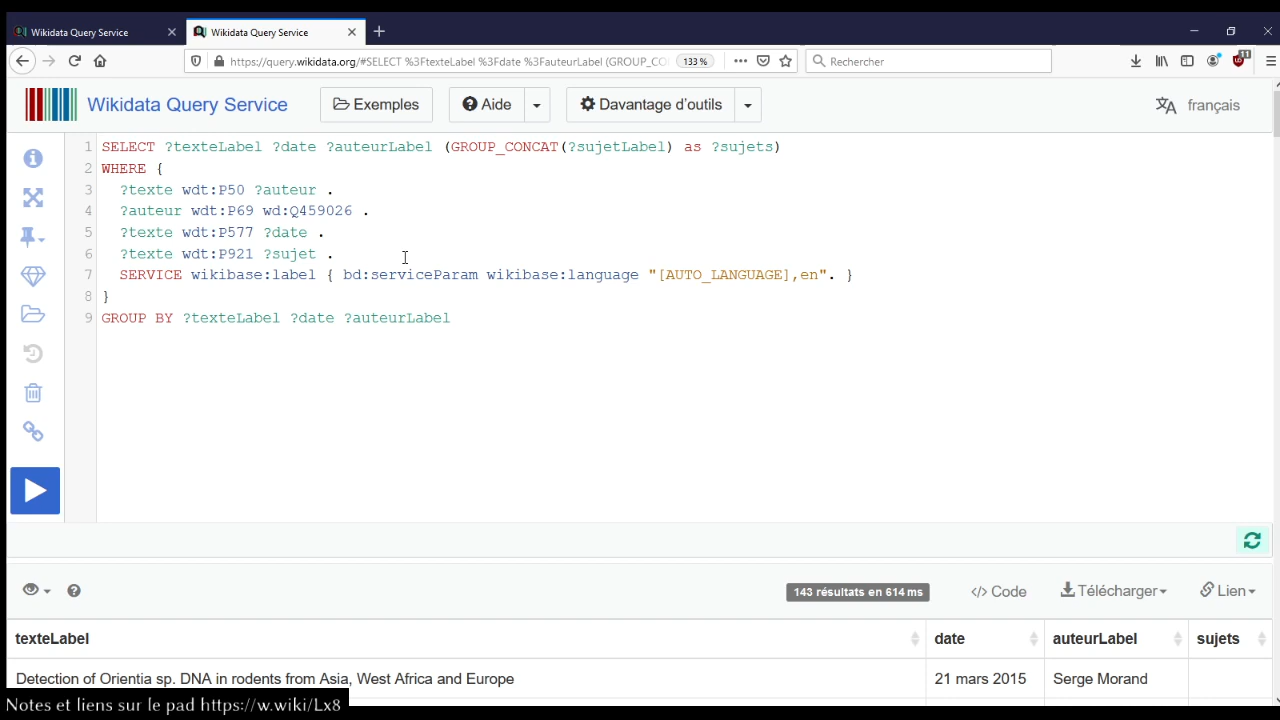 Wikidata Query Service
Wikidata Query Service
https://query.wikidata.org/#SELECT %3FtexteLabel %3Fdate %3FauteurLabel (GROUP_CO
133 %
Rechercher
11
Wikidata Query Service
Exemples
Aide
Davantage d'outils
français
1 SELECT ?texteLabel ?date ?auteurLabel (GROUP_CONCAT(?sujetLabel) as ?sujets)
2 WHERE {
3 ?texte wdt:P50 ?auteur .
4 ?auteur wdt:P69 wd:Q459026 .
5 ?texte wdt:P577 ?date .
6 ?texte wdt:P921 ?sujet .
7 SERVICE wikibase:label { bd:serviceParam wikibase:language "[AUTO_LANGUAGE],en". }
8 }
9 GROUP BY ?texteLabel ?date ?auteurLabel
143 résultats en 614 ms
</> Code
Télécharger
Lien
texteLabel date auteurLabel sujets
Detection of Orientia sp. DNA in rodents from Asia, West Africa and Europe 21 mars 2015 Serge Morand
Notes et liens sur le pad https://w.wiki/Lx8